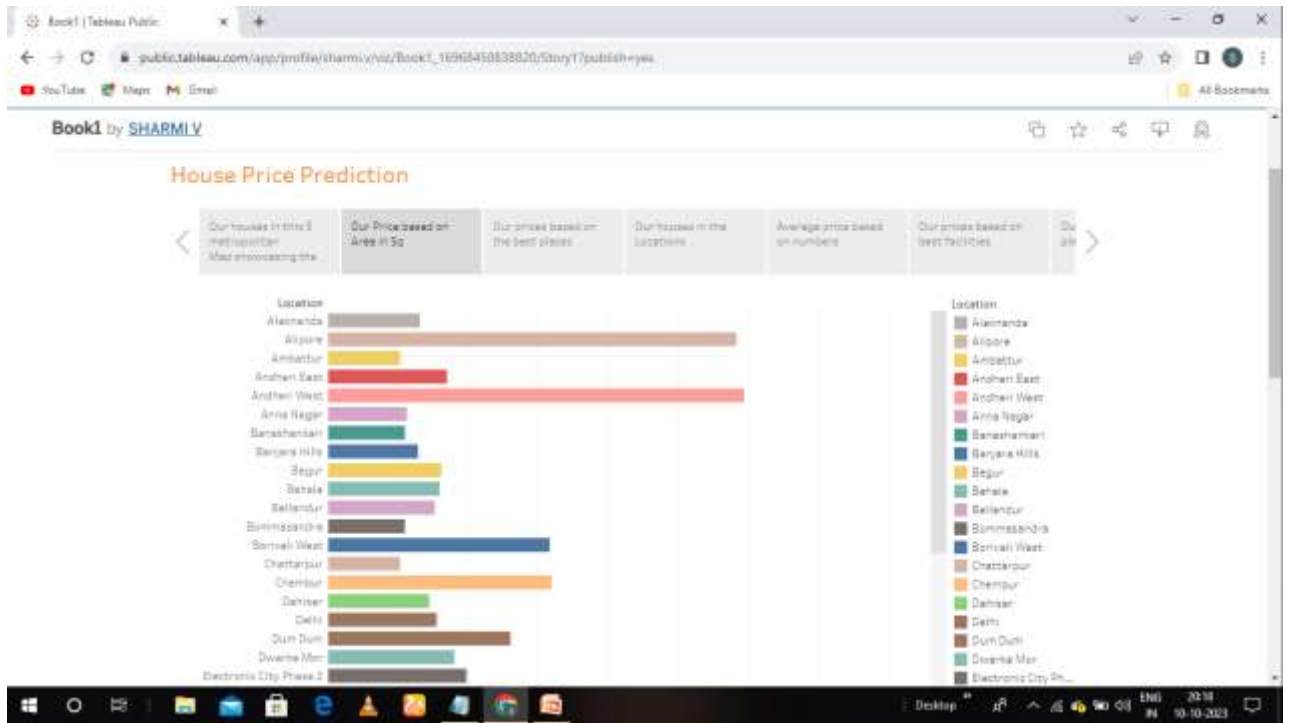 Book1 | Tableau Public
public.tableau.com/app/profile/sharmi.v/viz/Book1_16968450838820/Story1?publish=yes
YouTube Maps Gmail All Bookmarks
Book1 by SHARMI V
House Price Prediction
Our houses in this 5
metropolitan
Map showcasing the
Our Price based on
Area in Sq
Our prices based on
the best places
Our houses in the
Locations
Average price based
on numbers
Our prices based on
best facilities
Location
Alaknanda
Alipore
Ambattur
Andheri East
Andheri West
Anna Nagar
Banashankari
Banjara Hills
Begur
Behala
Bellandur
Bommasandra
Borivali West
Chattarpur
Chembur
Dahisar
Delhi
Dum Dum
Dwarka Mor
Electronic City Phase 2
Location
Alaknanda
Alipore
Ambattur
Andheri East
Andheri West
Anna Nagar
Banashankari
Banjara Hills
Begur
Behala
Bellandur
Bommasandra
Borivali West
Chattarpur
Chembur
Dahisar
Delhi
Dum Dum
Dwarka Mor
Electronic City Ph...
Desktop
ENG
IN
20:18
10-10-2023